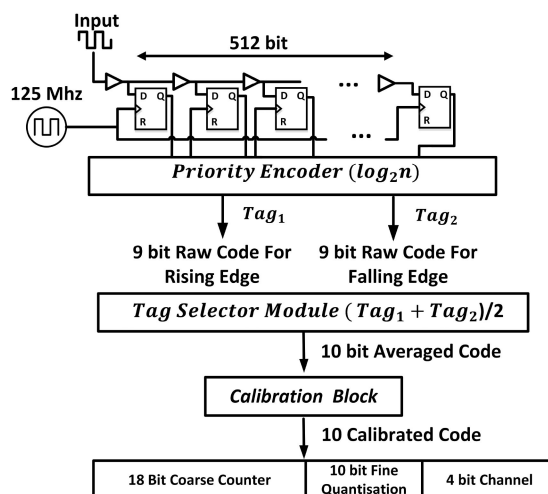 Input
512 bit
125 Mhz
D Q
R
D Q
R
D Q
R
...
D Q
R
...
Priority Encoder (log₂n)
Tag₁
Tag₂
9 bit Raw Code For
Rising Edge
9 bit Raw Code For
Falling Edge
Tag Selector Module (Tag₁ + Tag₂)/2
10 bit Averaged Code
Calibration Block
10 Calibrated Code
18 Bit Coarse Counter
10 bit Fine
Quantisation
4 bit Channel